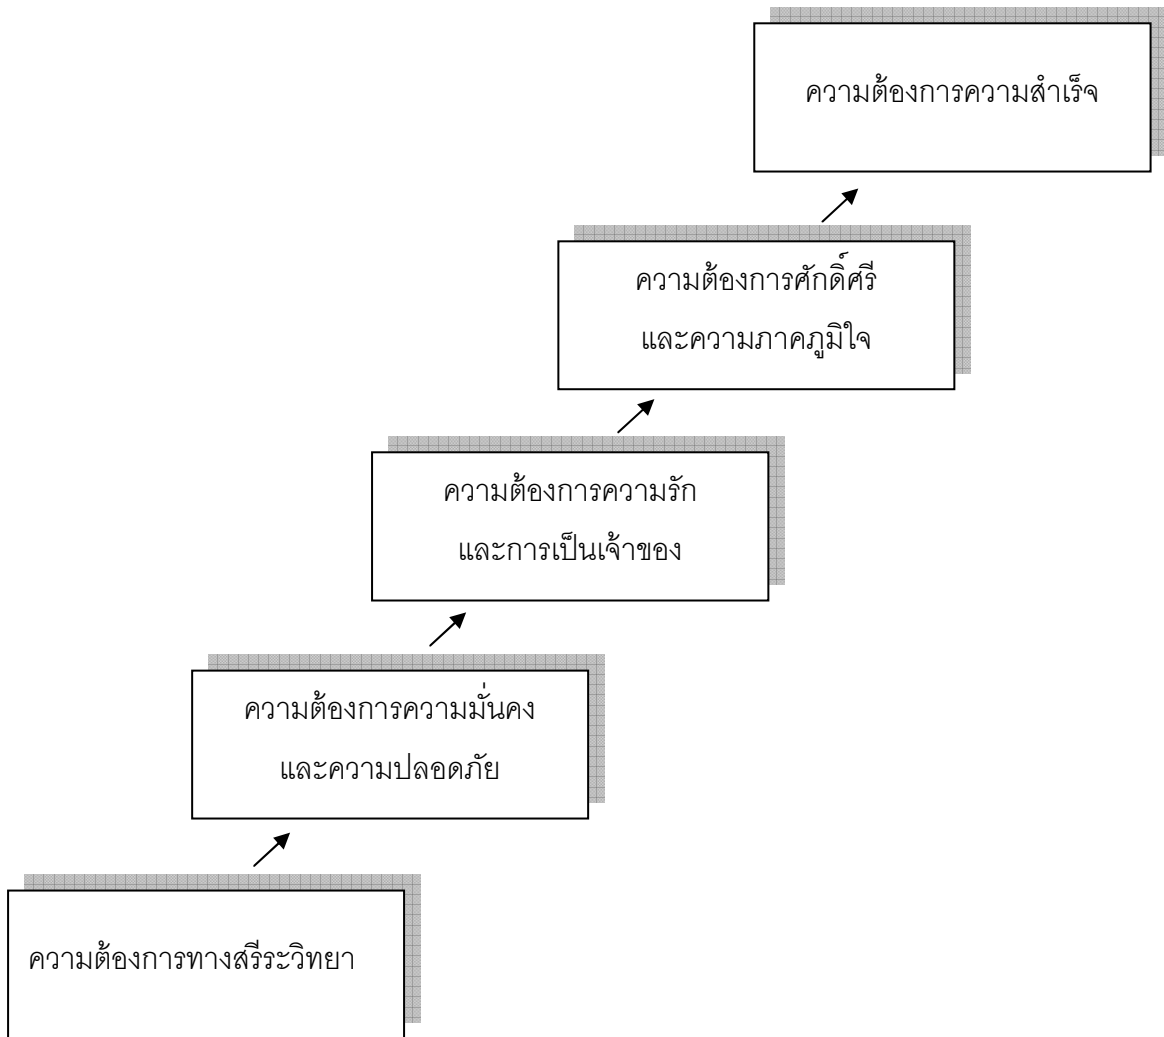 ความต้องการความสำเร็จ
ความต้องการศักดิ์ศรี
และความภาคภูมิใจ
ความต้องการความรัก
และการเป็นเจ้าของ
ความต้องการความมั่นคง
และความปลอดภัย
ความต้องการทางสรีระวิทยา